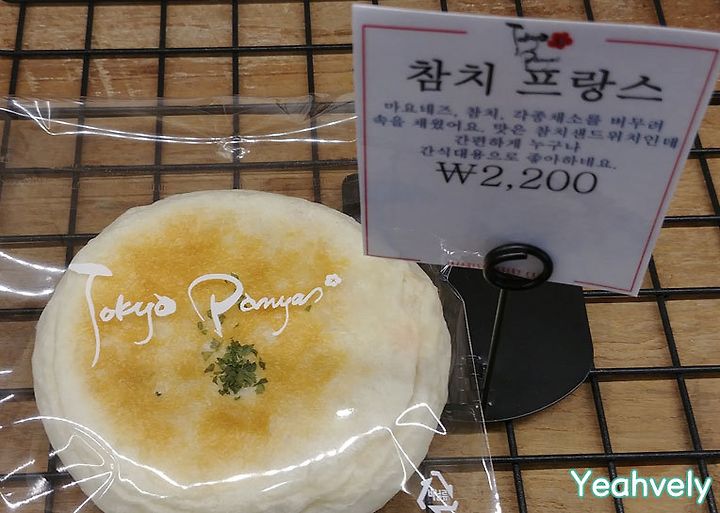 참치 프랑스
마요네즈, 참치, 각종채소를 버무려
속을 채웠어요. 맛은 참치샌드위치인데
간편하게 누구나
간식대용으로 좋아하네요.
₩2,200
Tokyo Panyas
비닐류
Yeahvely